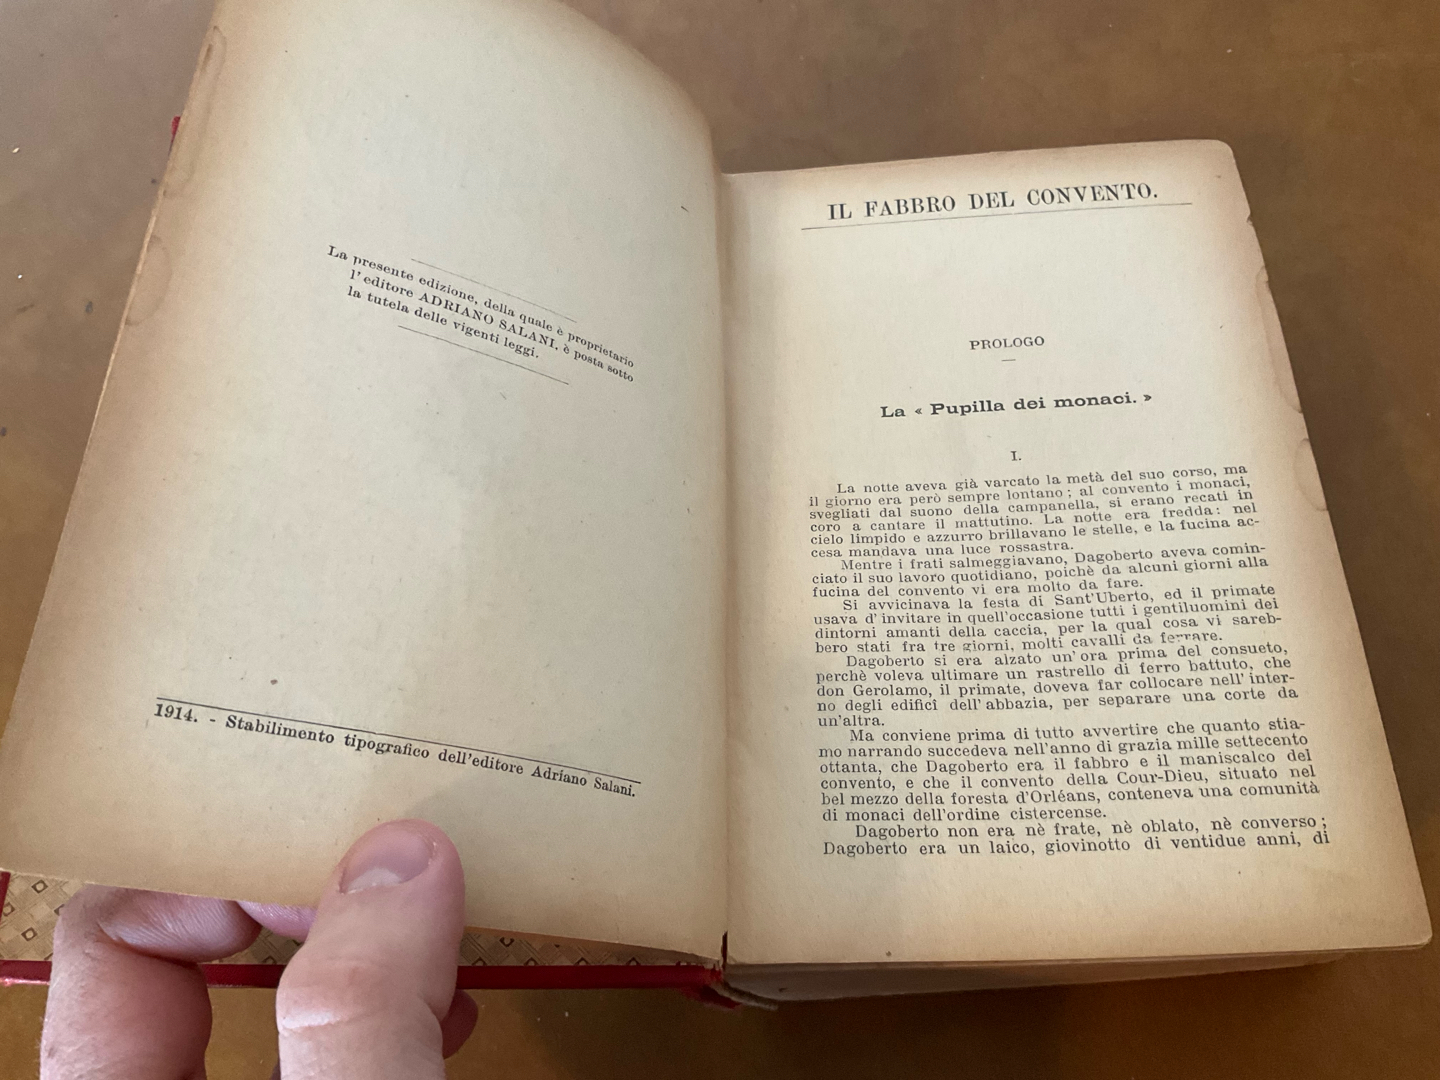 La presente edizione, della quale è proprietario
l'editore ADRIANO SALANI, è posta sotto
la tutela delle vigenti leggi.
1914. - Stabilimento tipografico dell'editore Adriano Salani.
IL FABBRO DEL CONVENTO.
PROLOGO
La « Pupilla dei monaci. »
I.
La notte aveva già varcato la metà del suo corso, ma
il giorno era però sempre lontano; al convento i monaci,
svegliati dal suono della campanella, si erano recati in
coro a cantare il mattutino. La notte era fredda: nel
cielo limpido e azzurro brillavano le stelle, e la fucina ac-
cesa mandava una luce rossastra.
Mentre i frati salmeggiavano, Dagoberto aveva comin-
ciato il suo lavoro quotidiano, poichè da alcuni giorni alla
fucina del convento vi era molto da fare.
Si avvicinava la festa di Sant'Uberto, ed il primate
usava d'invitare in quell'occasione tutti i gentiluomini dei
dintorni amanti della caccia, per la qual cosa vi sareb-
bero stati fra tre giorni, molti cavalli da ferrare.
Dagoberto si era alzato un'ora prima del consueto,
perchè voleva ultimare un rastrello di ferro battuto, che
don Gerolamo, il primate, doveva far collocare nell'inter-
no degli edificî dell'abbazia, per separare una corte da
un'altra.
Ma conviene prima di tutto avvertire che quanto stia-
mo narrando succedeva nell'anno di grazia mille settecento
ottanta, che Dagoberto era il fabbro e il maniscalco del
convento, e che il convento della Cour-Dieu, situato nel
bel mezzo della foresta d'Orléans, conteneva una comunità
di monaci dell'ordine cistercense.
Dagoberto non era nè frate, nè oblato, nè converso;
Dagoberto era un laico, giovinotto di ventidue anni, di